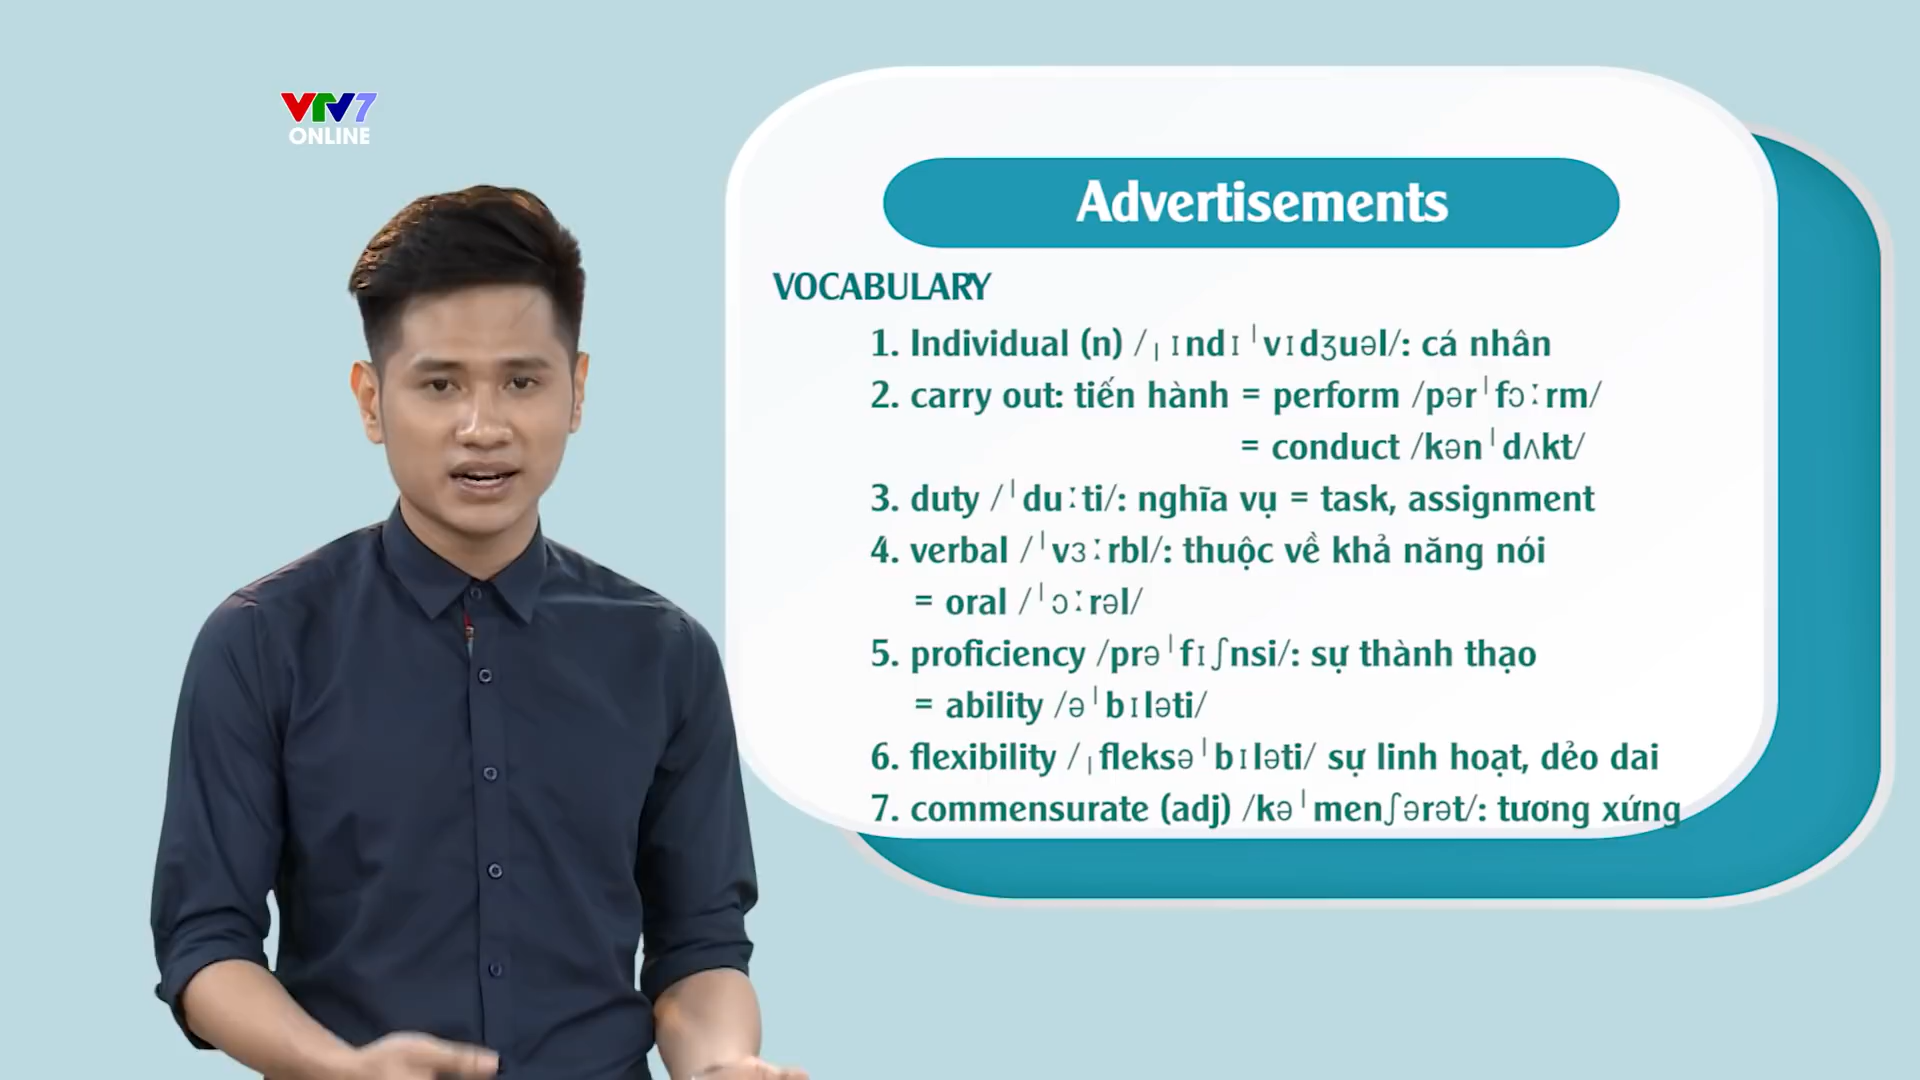 VTV7
ONLINE
Advertisements
VOCABULARY
1. Individual (n) /ˌɪndɪˈvɪdʒuəl/: cá nhân
2. carry out: tiến hành = perform /pərˈfɔːrm/
= conduct /kənˈdʌkt/
3. duty /ˈduːti/: nghĩa vụ = task, assignment
4. verbal /ˈvɜːrbl/: thuộc về khả năng nói
= oral /ˈɔːrəl/
5. proficiency /prəˈfɪʃnsi/: sự thành thạo
= ability /əˈbɪləti/
6. flexibility /ˌfleksəˈbɪləti/ sự linh hoạt, dẻo dai
7. commensurate (adj) /kəˈmenʃərət/: tương xứng